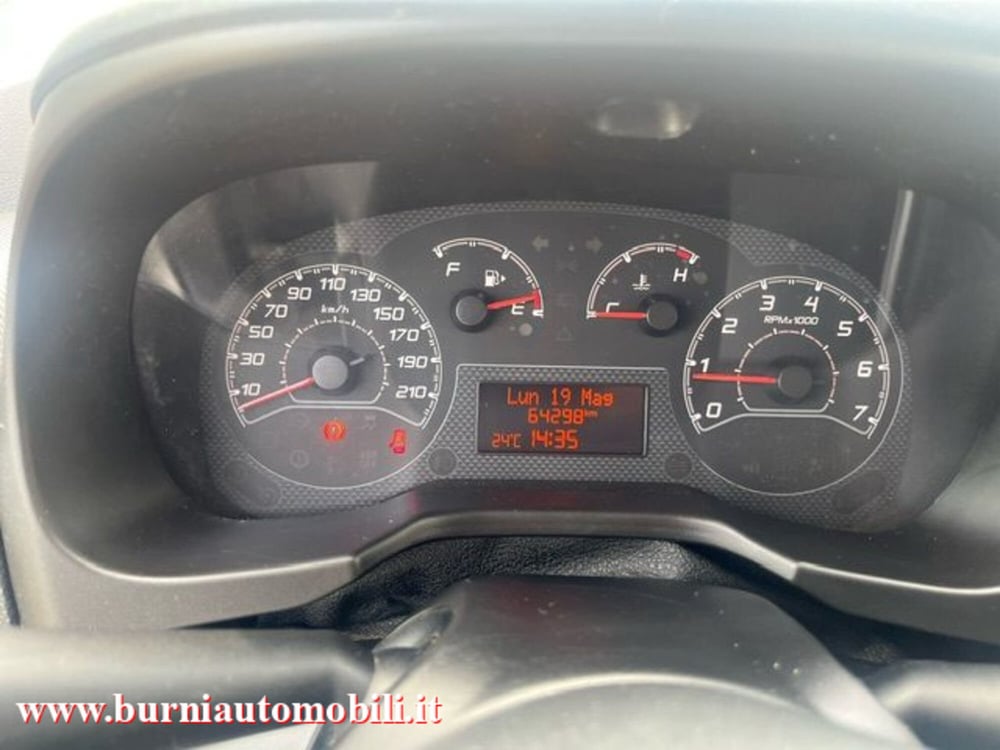 10 30 50 70 90 110 130 150 170 190 210
km/h
F E
C H
0 1 2 3 4 5 6 7
RPMx1000
Lun 19 Mag
64298km
24°C 14:35
www.burniautomobili.it